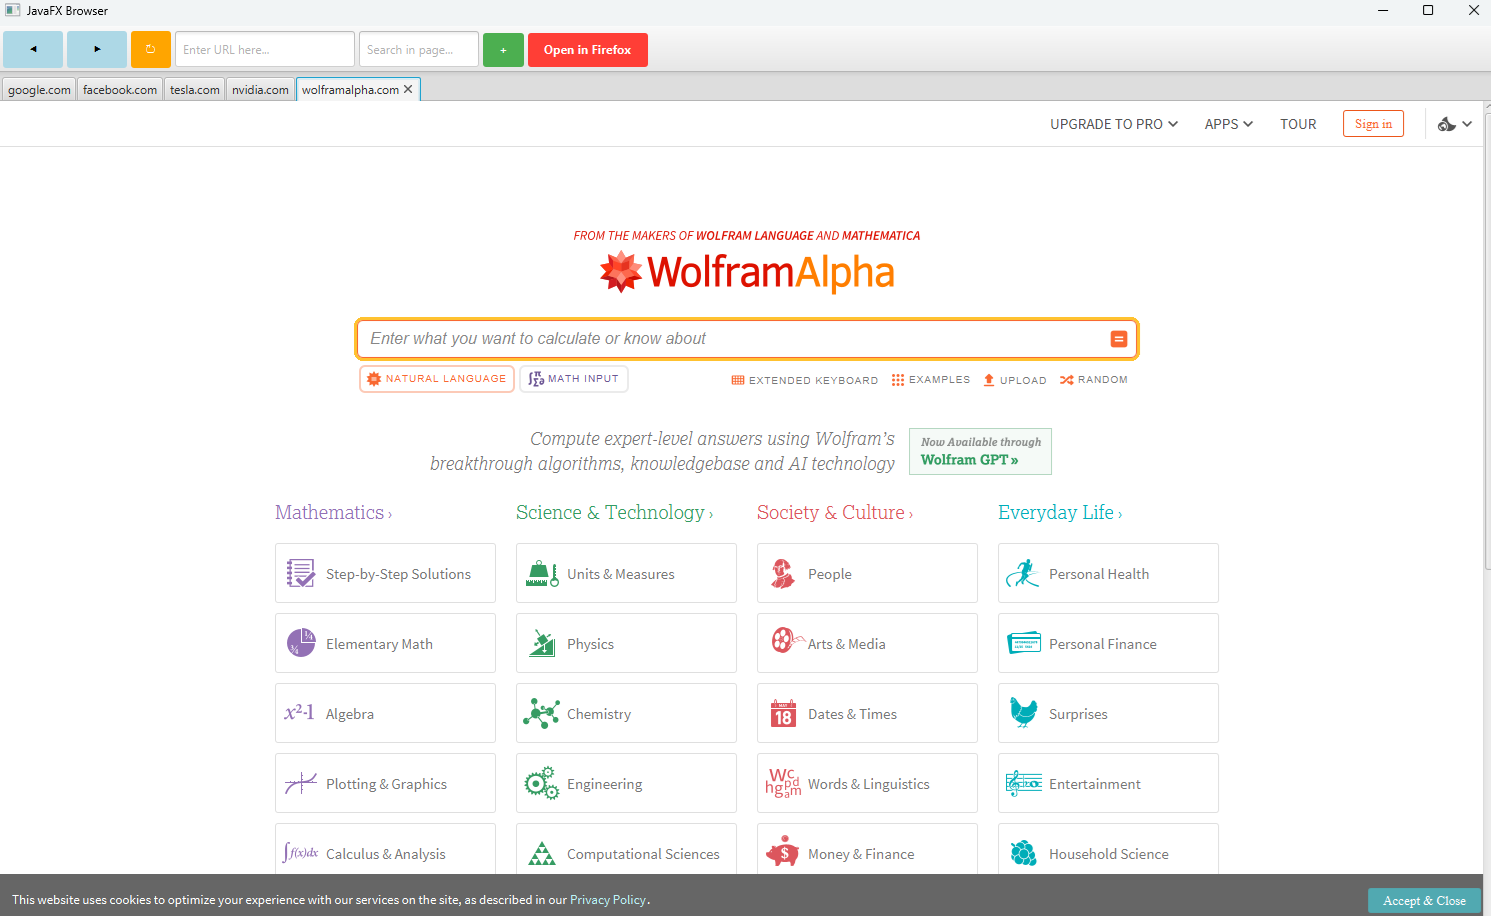 JavaFX Browser
Enter URL here...
Search in page...
+
Open in Firefox
google.com
facebook.com
tesla.com
nvidia.com
wolframalpha.com
UPGRADE TO PRO
APPS
TOUR
Sign in
FROM THE MAKERS OF WOLFRAM LANGUAGE AND MATHEMATICA
WolframAlpha
Enter what you want to calculate or know about
=
NATURAL LANGUAGE
MATH INPUT
EXTENDED KEYBOARD
EXAMPLES
UPLOAD
RANDOM
Compute expert-level answers using Wolfram's
breakthrough algorithms, knowledgebase and AI technology
Now Available through
Wolfram GPT »
Mathematics ›
Science & Technology ›
Society & Culture ›
Everyday Life ›
Step-by-Step Solutions
Units & Measures
People
Personal Health
Elementary Math
Physics
Arts & Media
Personal Finance
x²-1 Algebra
Chemistry
18 Dates & Times
Surprises
Plotting & Graphics
Engineering
Words & Linguistics
Entertainment
∫f(x)dx Calculus & Analysis
Computational Sciences
$ Money & Finance
Household Science
This website uses cookies to optimize your experience with our services on the site, as described in our Privacy Policy.
Accept & Close